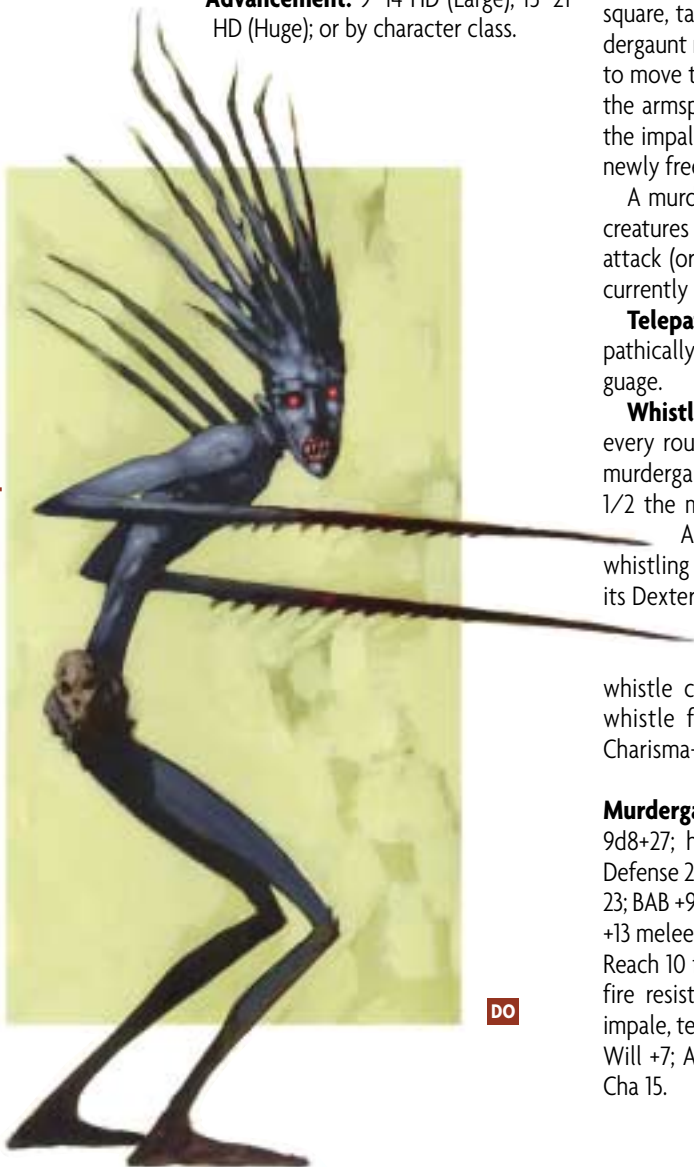 HD (Huge); or by character class.
square, ta
dergaunt
to move t
the armsp
the impal
newly free
A murd
creatures
attack (or
currently
Telepa
pathically
guage.
Whistl
every rou
murderga
1/2 the m
A
whistling
its Dexter
whistle c
whistle f
Charisma-
Murderga
9d8+27; h
Defense 2
23; BAB +9
+13 melee
Reach 10
fire resist
impale, te
Will +7; A
Cha 15.
DO